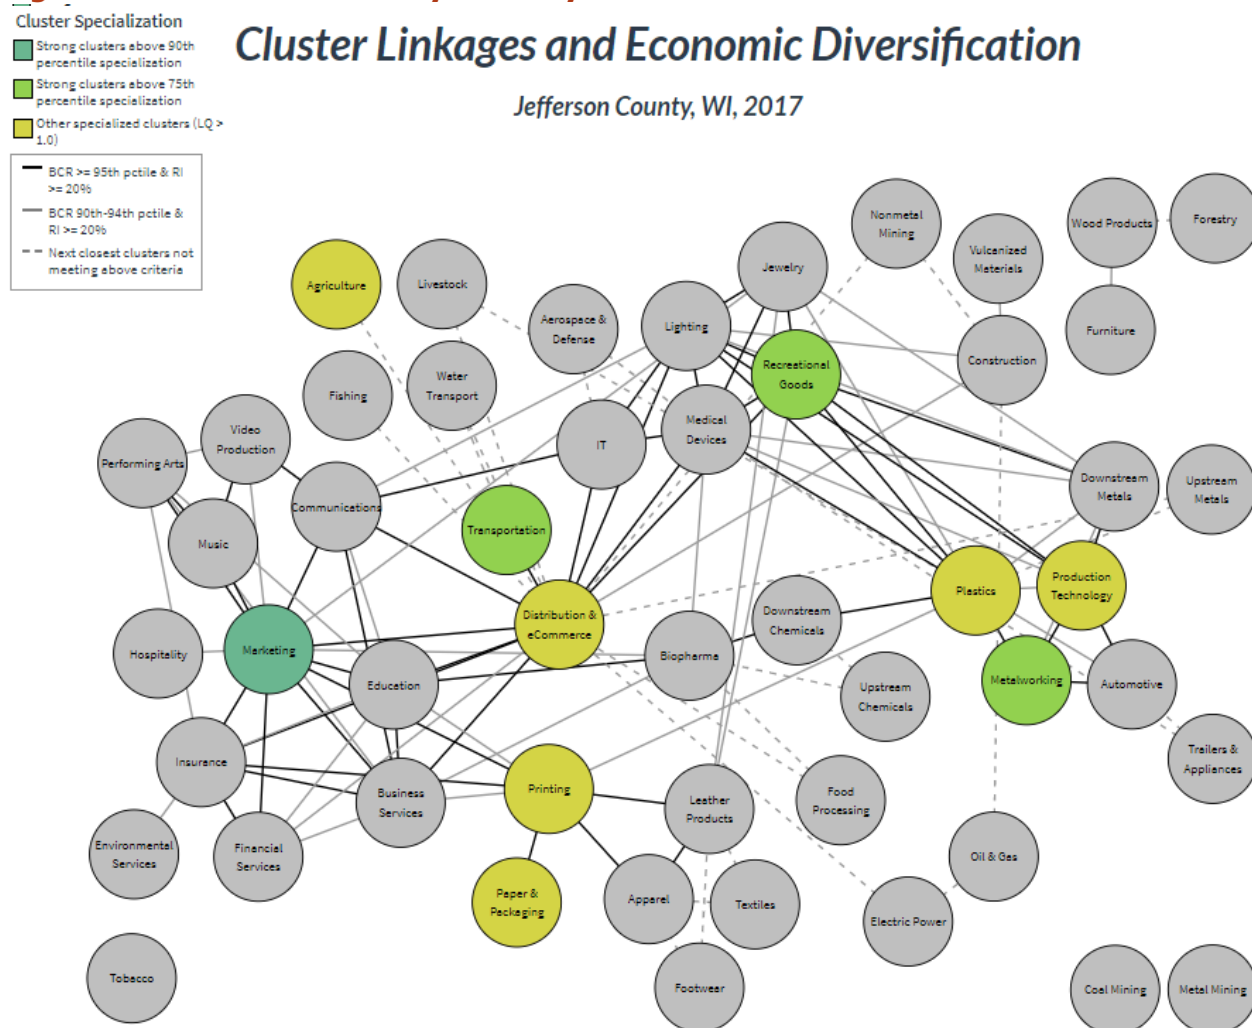 Cluster Specialization
Strong clusters above 90th
percentile specialization
Strong clusters above 75th
percentile specialization
Other specialized clusters (LQ >
1.0)
BCR >= 95th pctile & RI
>= 20%
BCR 90th-94th pctile &
RI >= 20%
Next closest clusters not
meeting above criteria
Cluster Linkages and Economic Diversification
Jefferson County, WI, 2017
Nonmetal
Mining
Wood Products
Forestry
Vulcanized
Materials
Jewelry
Agriculture
Livestock
Aerospace &
Defense
Lighting
Furniture
Recreational
Goods
Construction
Fishing
Water
Transport
Medical
Devices
IT
Video
Production
Performing Arts
Downstream
Metals
Upstream
Metals
Communications
Music
Transportation
Plastics
Production
Technology
Distribution &
eCommerce
Downstream
Chemicals
Hospitality
Marketing
Biopharma
Education
Upstream
Chemicals
Metalworking
Automotive
Insurance
Trailers &
Appliances
Printing
Business
Services
Leather
Products
Food
Processing
Environmental
Services
Financial
Services
Oil & Gas
Paper &
Packaging
Apparel
Textiles
Electric Power
Tobacco
Footwear
Coal Mining
Metal Mining